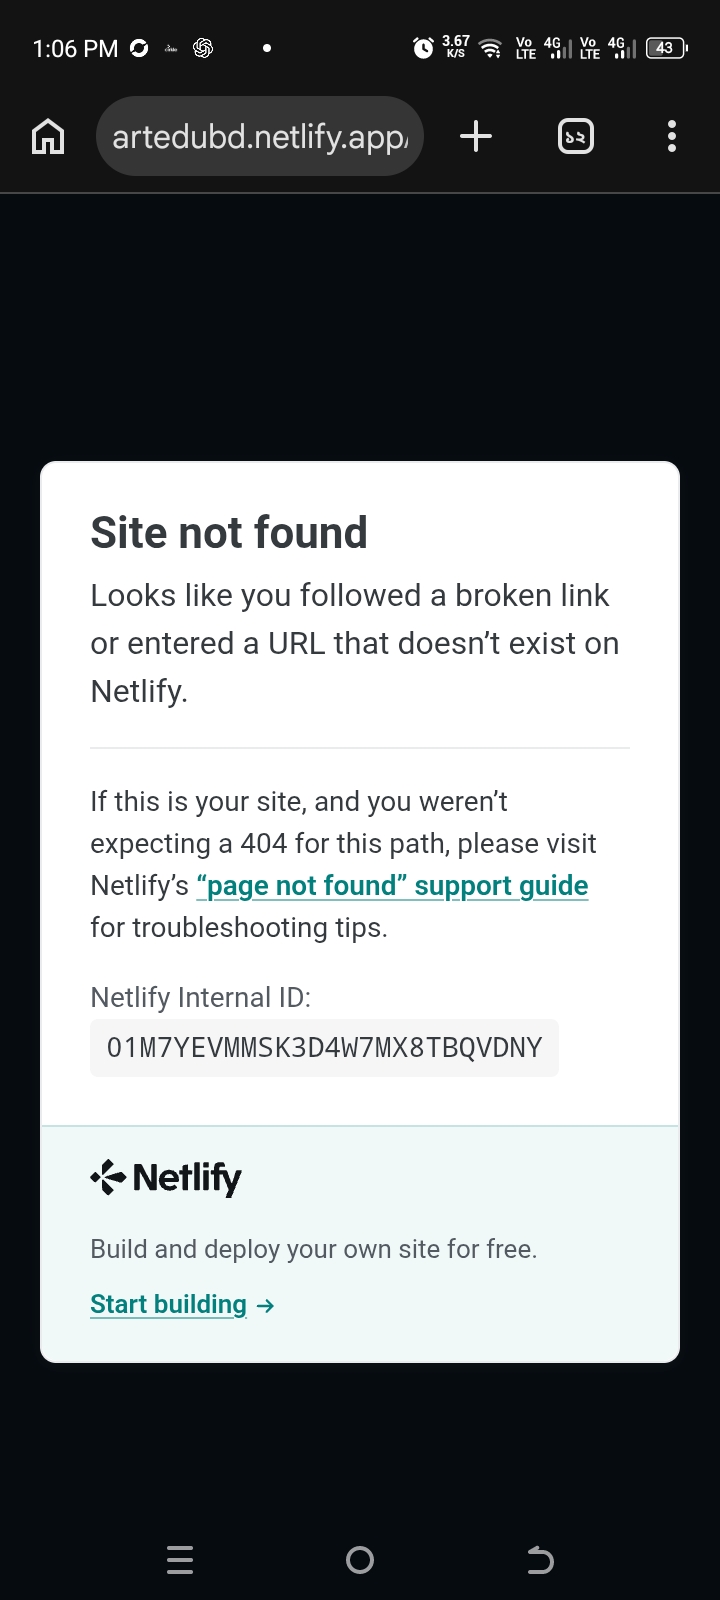 1:06 PM
3.67 K/S Vo LTE 4G Vo LTE 4G 43
artedubd.netlify.app/
১২
Site not found
Looks like you followed a broken link
or entered a URL that doesn’t exist on
Netlify.
If this is your site, and you weren’t
expecting a 404 for this path, please visit
Netlify’s “page not found” support guide
for troubleshooting tips.
Netlify Internal ID:
01M7YEVMMSK3D4W7MX8TBQVDNY
Netlify
Build and deploy your own site for free.
Start building →